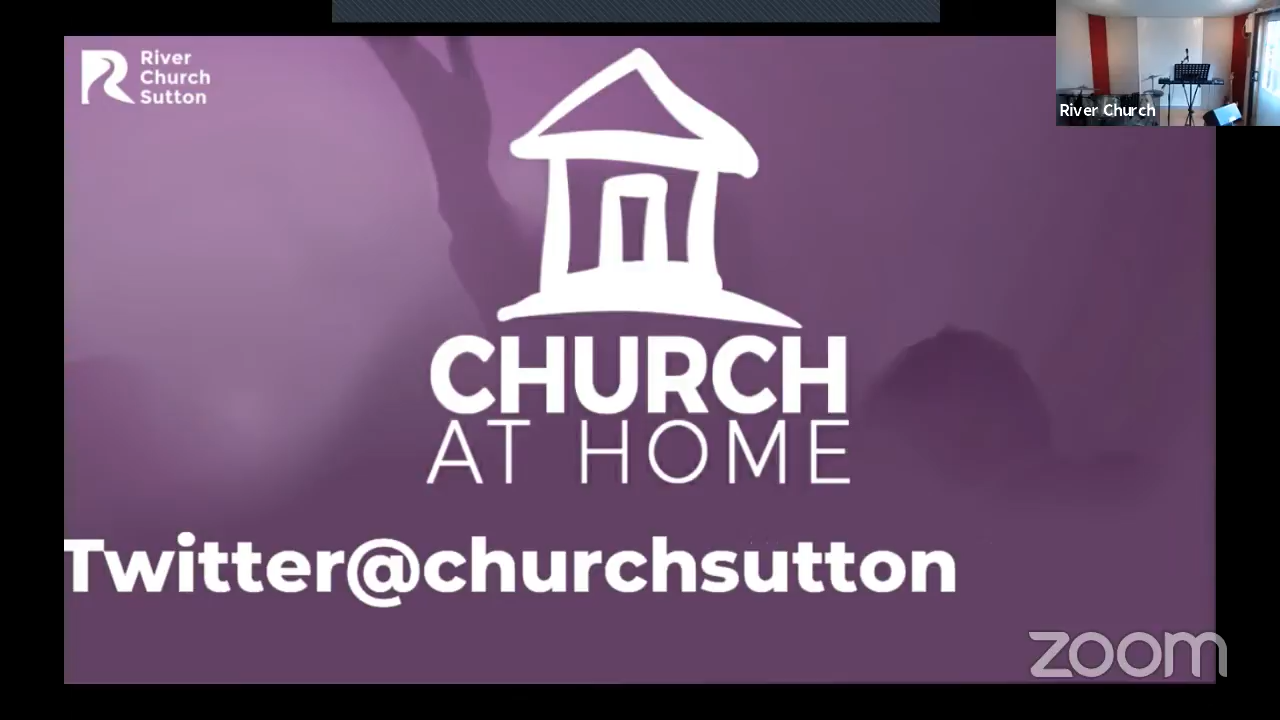 River
Church
Sutton
River Church
CHURCH
AT HOME
Twitter@churchsutton
zoom